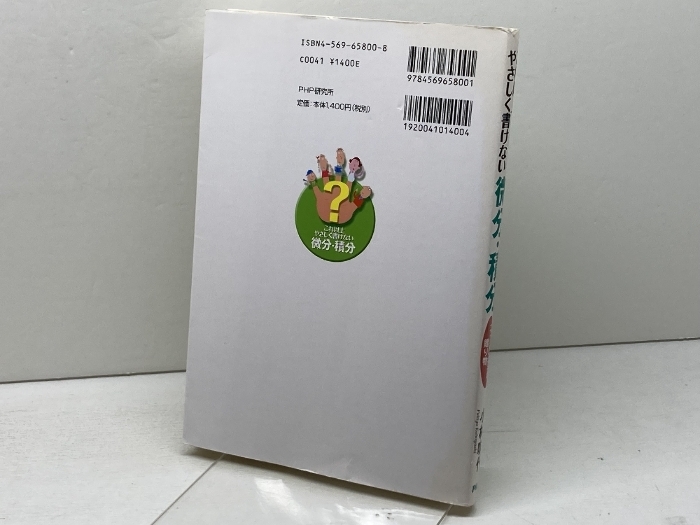 ISBN4-569-65800-8
C0041 ¥1400E
PHP研究所
定価：本体1,400円(税別)
9784569658001
1920041014004
?
これ以上
やさしく書けない
微分・積分
やさしく書けない 微分・積分